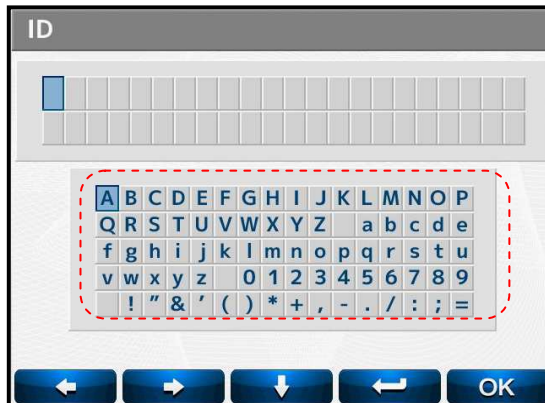 ID
A B C D E F G H I J K L M N O P
Q R S T U V W X Y Z a b c d e
f g h i j k l m n o p q r s t u
v w x y z 0 1 2 3 4 5 6 7 8 9
! " & ' ( ) * + , - . / : ; =
OK